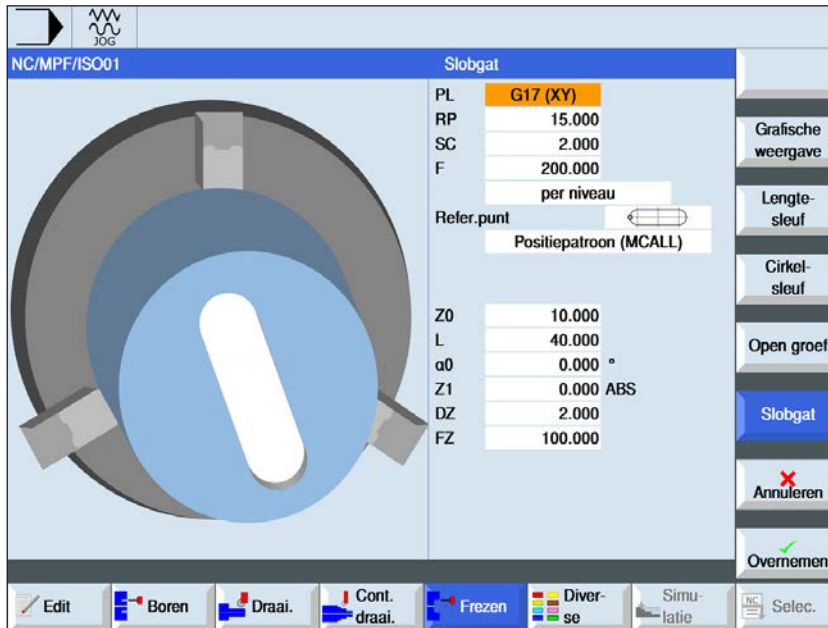 JOG
NC/MPF/ISO01
Slobgat
PL G17 (XY)
RP 15.000
SC 2.000
F 200.000
per niveau
Refer.punt
Positiepatroon (MCALL)
Z0 10.000
L 40.000
α0 0.000 °
Z1 0.000 ABS
DZ 2.000
FZ 100.000
Grafische
weergave
Lengte-
sleuf
Cirkel-
sleuf
Open groef
Slobgat
Annuleren
Overnemen
Edit
Boren
Draai.
Cont.
draai.
Frezen
Diver-
se
Simu-
latie
NC
Selec.